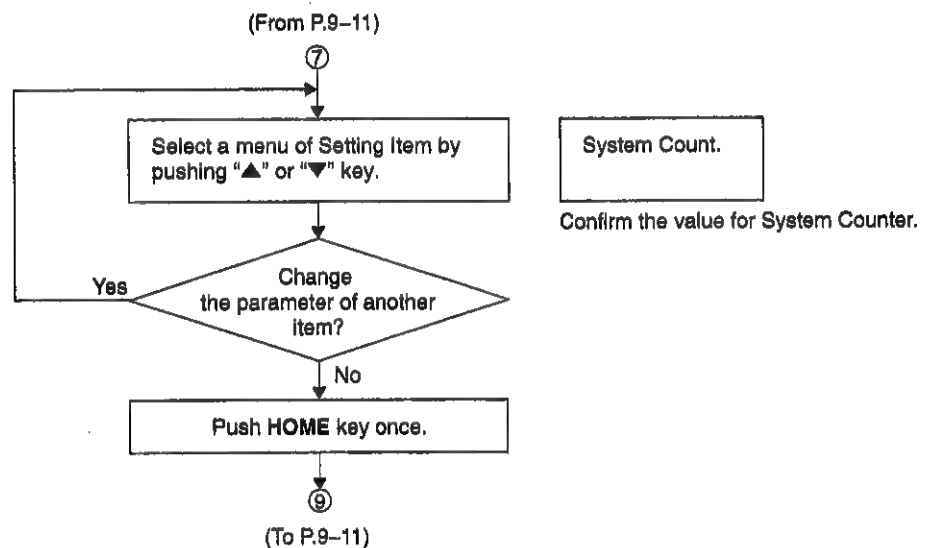 (From P.9–11)
⑦
Select a menu of Setting Item by
pushing "▲" or "▼" key.
System Count.
Confirm the value for System Counter.
Yes
Change
the parameter of another
item?
No
Push HOME key once.
⑨
(To P.9–11)